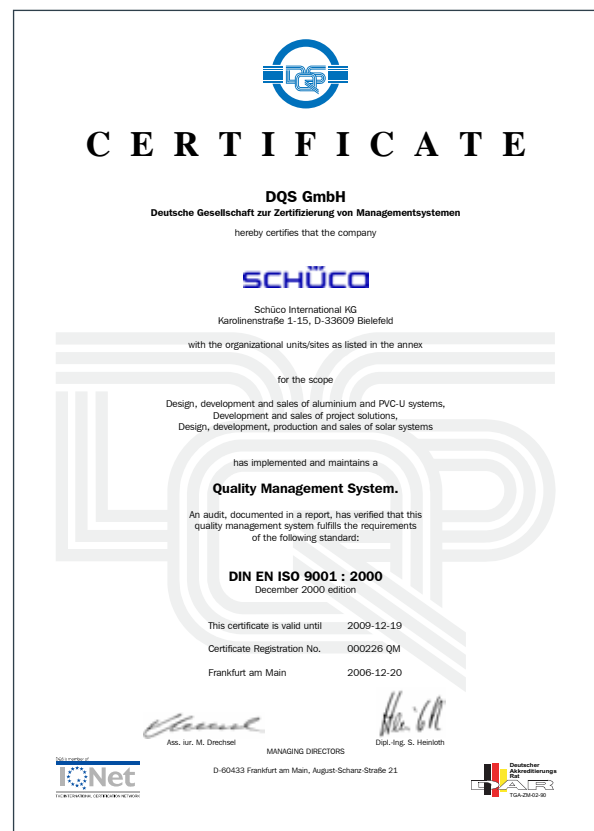 DQS
C E R T I F I C A T E
DQS GmbH
Deutsche Gesellschaft zur Zertifizierung von Managementsystemen
hereby certifies that the company
SCHÜCO
Schüco International KG
Karolinenstraße 1-15, D-33609 Bielefeld
with the organizational units/sites as listed in the annex
for the scope
Design, development and sales of aluminium and PVC-U systems,
Development and sales of project solutions,
Design, development, production and sales of solar systems
has implemented and maintains a
Quality Management System.
An audit, documented in a report, has verified that this
quality management system fulfills the requirements
of the following standard:
DIN EN ISO 9001 : 2000
December 2000 edition
This certificate is valid until 2009-12-19
Certificate Registration No. 000226 QM
Frankfurt am Main 2006-12-20
Ass. iur. M. Drechsel Dipl.-Ing. S. Heinloth
MANAGING DIRECTORS
D-60433 Frankfurt am Main, August-Schanz-Straße 21
IQNet
THE INTERNATIONAL CERTIFICATION NETWORK
Deutscher
Akkreditierungs
Rat
DAR
TGA-ZM-02-90